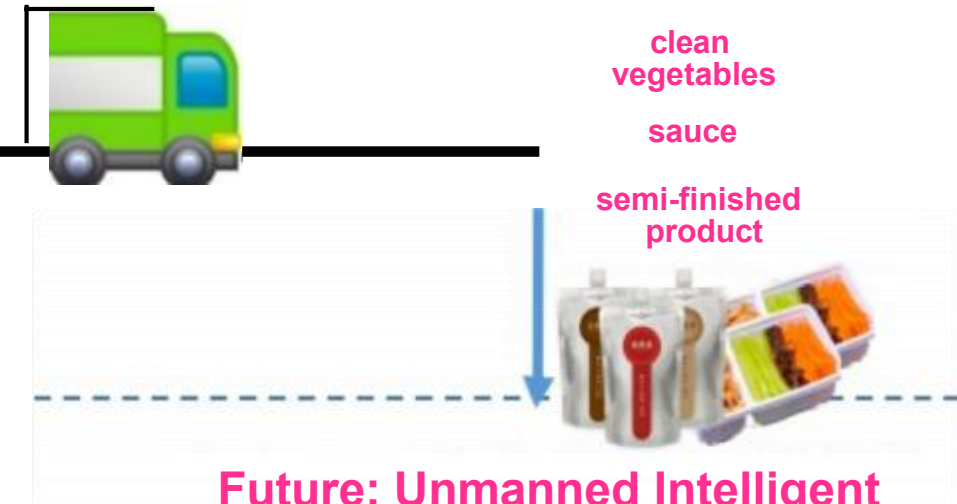 clean
vegetables
sauce
semi-finished
product
Future: Unmanned Intelligent